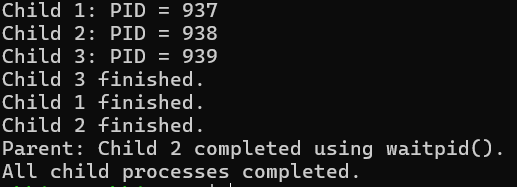 Child 1: PID = 937
Child 2: PID = 938
Child 3: PID = 939
Child 3 finished.
Child 1 finished.
Child 2 finished.
Parent: Child 2 completed using waitpid().
All child processes completed.